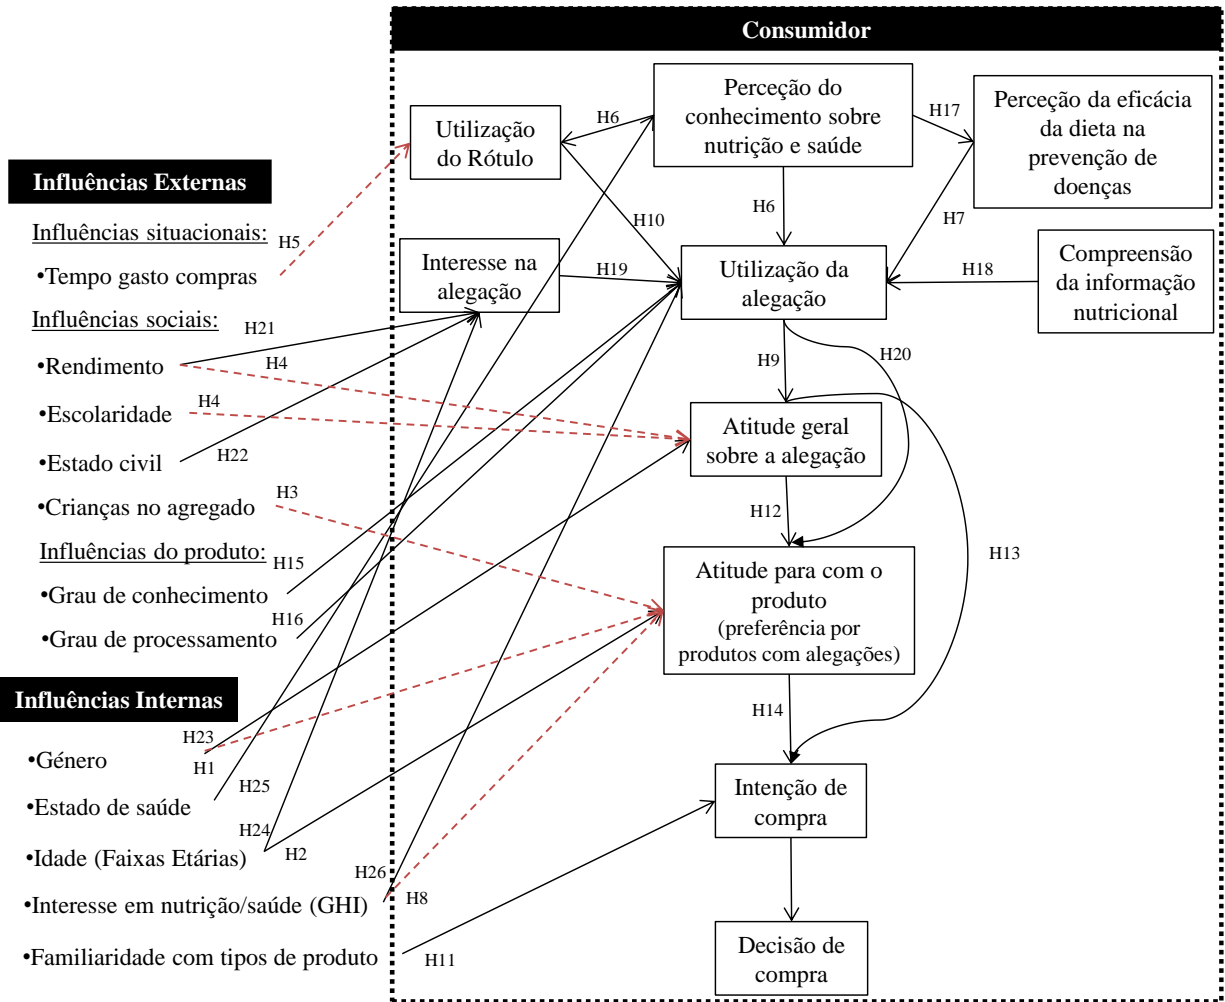 Consumidor
Perceção do
conhecimento sobre
nutrição e saúde
Perceção da eficácia
da dieta na
prevenção de
doenças
Utilização
do Rótulo
H6
H17
H6
H10
H7
Interesse na
alegação
H19
Utilização da
alegação
H18
Compreensão
da informação
nutricional
H9
H20
Atitude geral
sobre a alegação
H12
H13
Atitude para com o
produto
(preferência por
produtos com alegações)
H14
Intenção de
compra
Decisão de
compra
Influências Externas
Influências situacionais:
H5
•Tempo gasto compras
Influências sociais:
H21
•Rendimento
H4
•Escolaridade
H4
•Estado civil
H22
•Crianças no agregado
H3
Influências do produto:
H15
•Grau de conhecimento
•Grau de processamento
H16
Influências Internas
H23
•Género
H1
•Estado de saúde
H25
H24
•Idade (Faixas Etárias)
H2
H26
•Interesse em nutrição/saúde (GHI)
H8
•Familiaridade com tipos de produto
H11